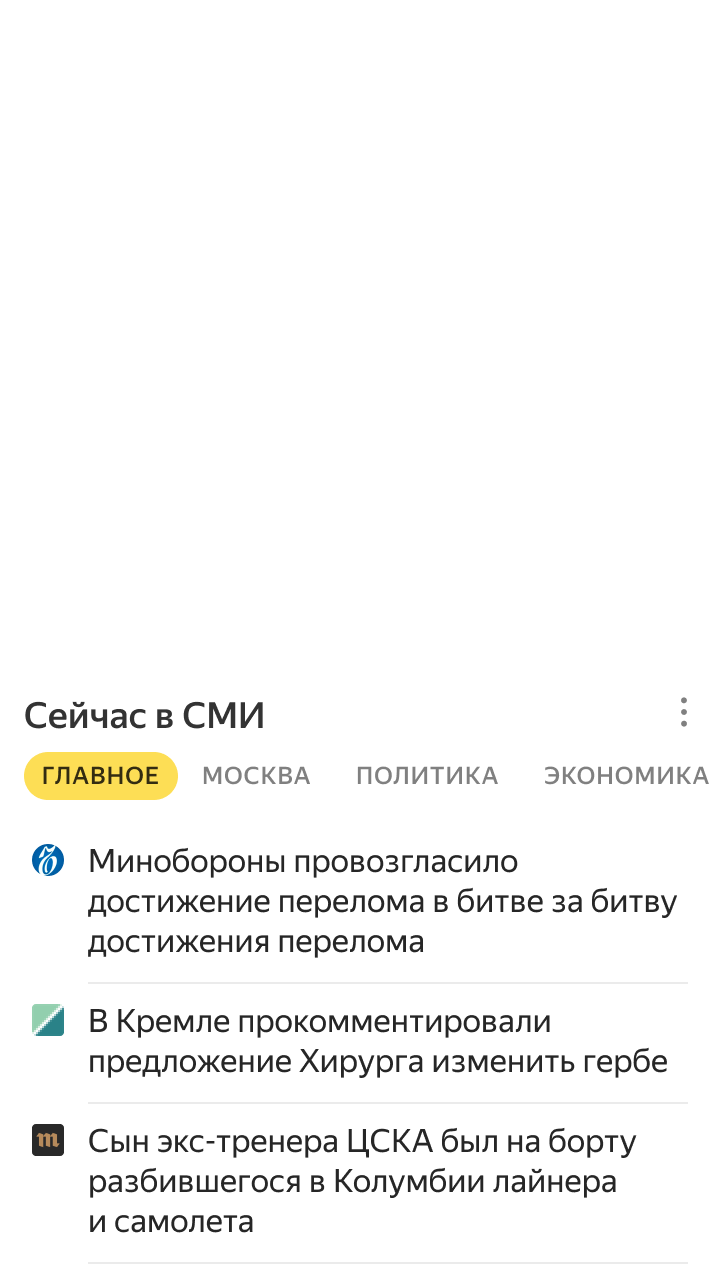 Сейчас в СМИ
ГЛАВНОЕ МОСКВА ПОЛИТИКА ЭКОНОМИКА
Минобороны провозгласило
достижение перелома в битве за битву
достижения перелома
В Кремле прокомментировали
предложение Хирурга изменить гербе
m Сын экс-тренера ЦСКА был на борту
разбившегося в Колумбии лайнера
и самолета